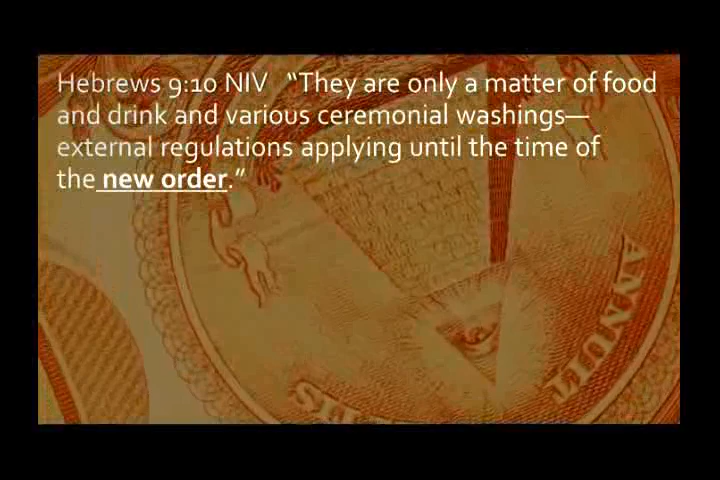 Hebrews 9:10 NIV “They are only a matter of food
and drink and various ceremonial washings—
external regulations applying until the time of
the new order.”
ANNUIT